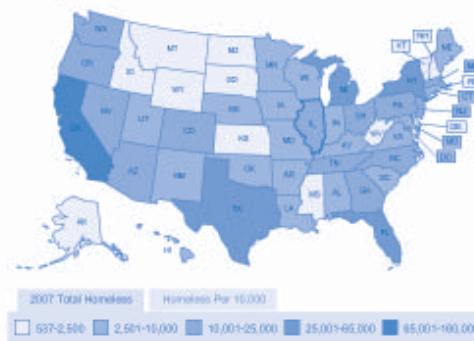 WA
MT
ND
MN
VT
NH
ME
OR
ID
SD
WI
MI
NY
WY
IA
PA
NJ
NV
UT
CO
NE
IL
IN
OH
DE
CA
KS
MO
KY
WV
VA
MD
DC
AZ
NM
OK
AR
TN
NC
SC
TX
LA
MS
AL
GA
FL
AK
HI
2007 Total Homeless
Homeless Per 10,000
537-2,500
2,501-10,000
10,001-25,000
25,001-65,000
65,001-160,000